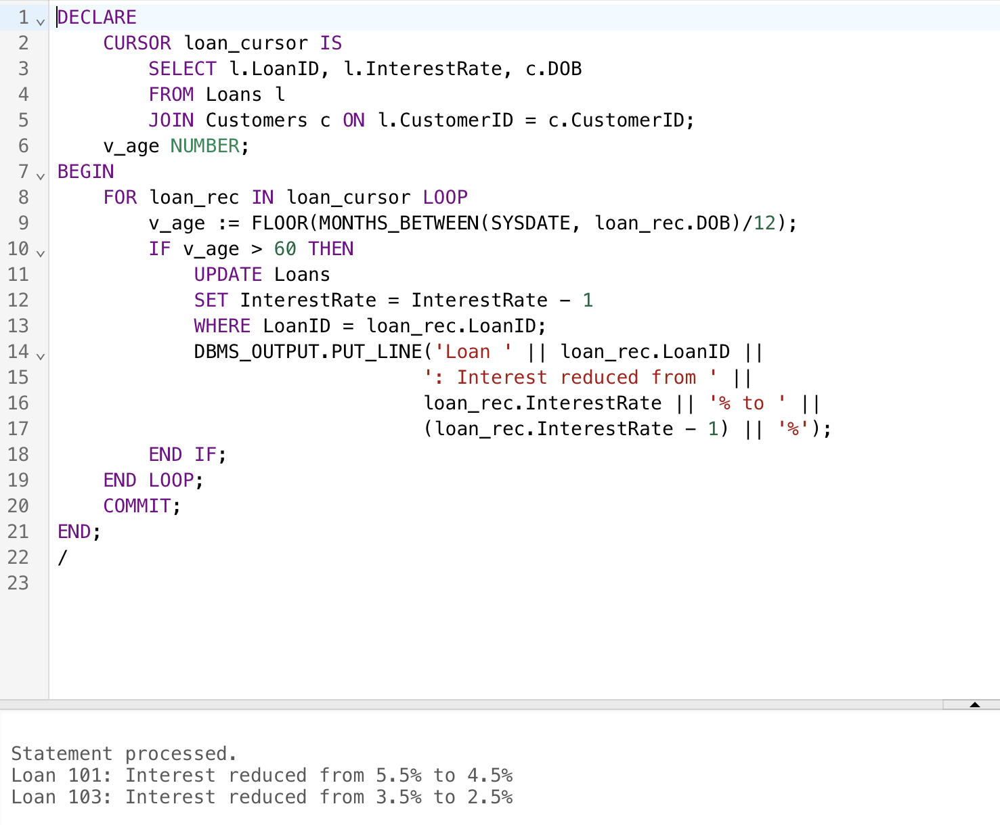 1 DECLARE
2     CURSOR loan_cursor IS
3         SELECT l.LoanID, l.InterestRate, c.DOB
4         FROM Loans l
5         JOIN Customers c ON l.CustomerID = c.CustomerID;
6     v_age NUMBER;
7 BEGIN
8     FOR loan_rec IN loan_cursor LOOP
9         v_age := FLOOR(MONTHS_BETWEEN(SYSDATE, loan_rec.DOB)/12);
10         IF v_age > 60 THEN
11             UPDATE Loans
12             SET InterestRate = InterestRate - 1
13             WHERE LoanID = loan_rec.LoanID;
14             DBMS_OUTPUT.PUT_LINE('Loan ' || loan_rec.LoanID ||
15                                 ': Interest reduced from ' ||
16                                 loan_rec.InterestRate || '% to ' ||
17                                 (loan_rec.InterestRate - 1) || '%');
18         END IF;
19     END LOOP;
20     COMMIT;
21 END;
22 /
23
Statement processed.
Loan 101: Interest reduced from 5.5% to 4.5%
Loan 103: Interest reduced from 3.5% to 2.5%